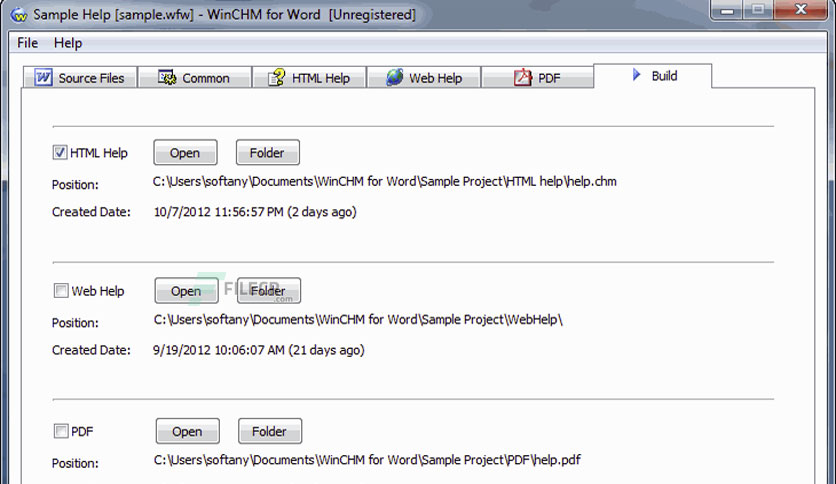 Sample Help [sample.wfw] - WinCHM for Word [Unregistered]
File Help
Source Files Common HTML Help Web Help PDF Build
HTML Help Open Folder
Position: C:\Users\softany\Documents\WinCHM for Word\Sample Project\HTML help\help.chm
Created Date: 10/7/2012 11:56:57 PM (2 days ago)
Web Help Open Folder
FILECR
.com
Position: C:\Users\softany\Documents\WinCHM for Word\Sample Project\WebHelp\
Created Date: 9/19/2012 10:06:07 AM (21 days ago)
PDF Open Folder
Position: C:\Users\softany\Documents\WinCHM for Word\Sample Project\PDF\help.pdf